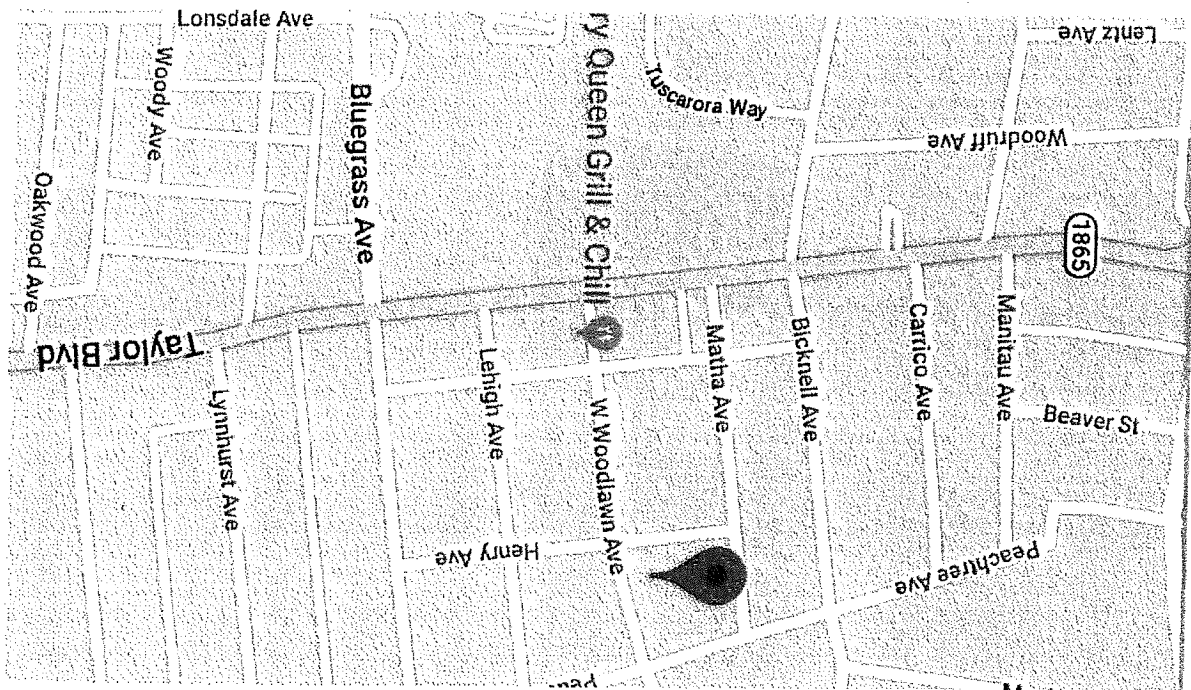 Lonsdale Ave
Woody Ave
Oakwood Ave
Bluegrass Ave
ry Queen Grill & Chill
Tuscarora Way
Lentz Ave
Woodruff Ave
1865
Taylor Blvd
Lynnhurst Ave
Lehigh Ave
W Woodlawn Ave
Matha Ave
Bicknell Ave
Carrico Ave
Manitau Ave
Beaver St
Henry Ave
Peachtree Ave